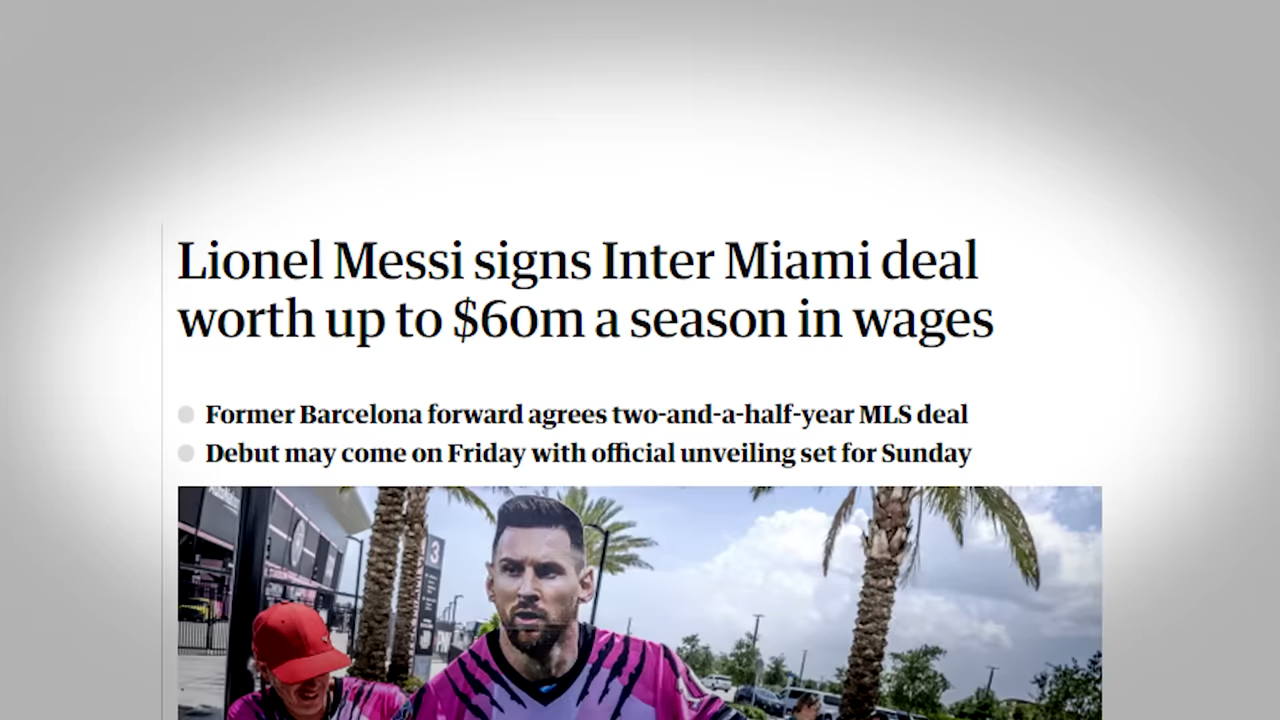 Lionel Messi signs Inter Miami deal
worth up to $60m a season in wages
Former Barcelona forward agrees two-and-a-half-year MLS deal
Debut may come on Friday with official unveiling set for Sunday
3